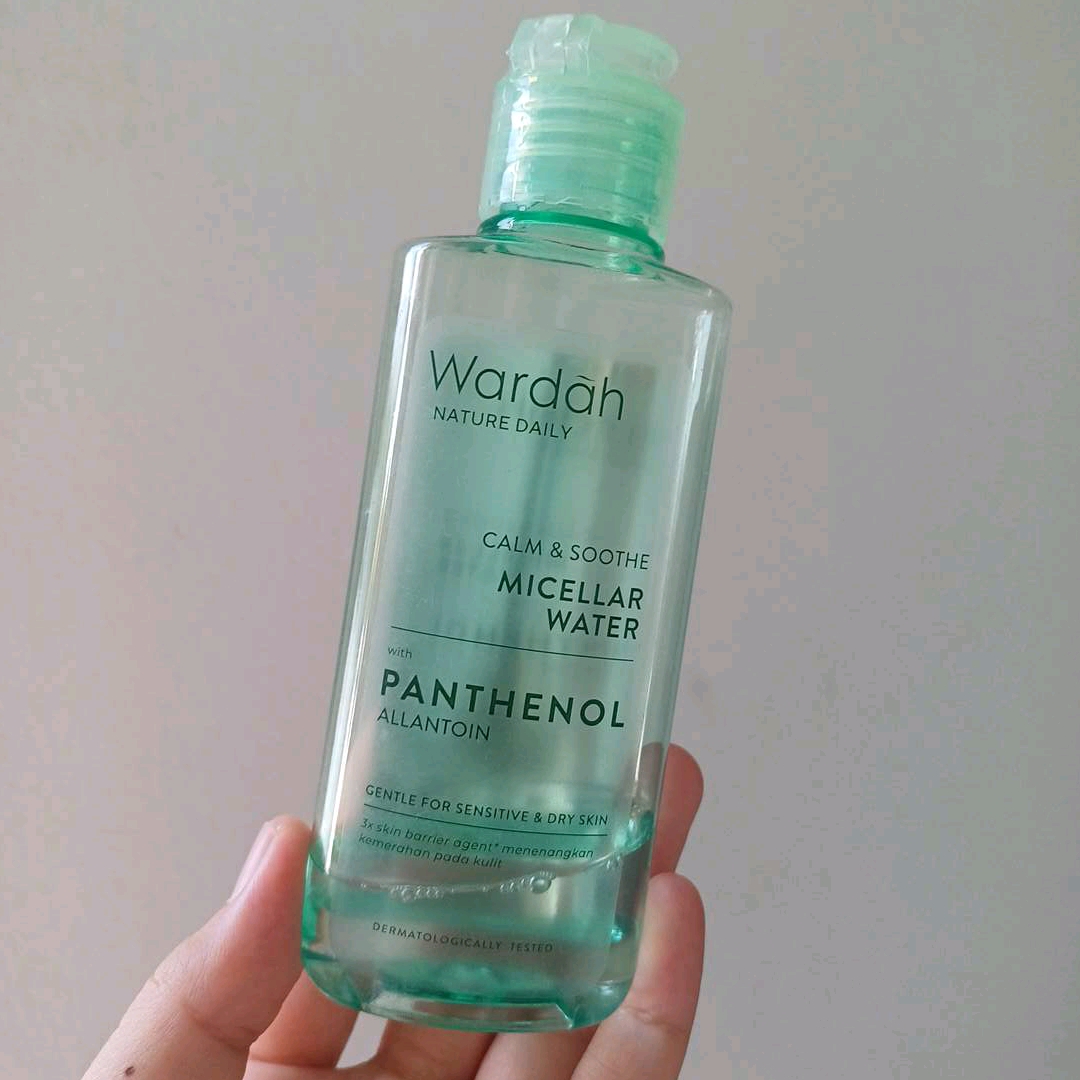 Wardāh
NATURE DAILY
CALM & SOOTHE
MICELLAR
WATER
with
PANTHENOL
ALLANTOIN
GENTLE FOR SENSITIVE & DRY SKIN
3x skin barrier agent* menenangkan
kemerahan pada kulit
DERMATOLOGICALLY TESTED